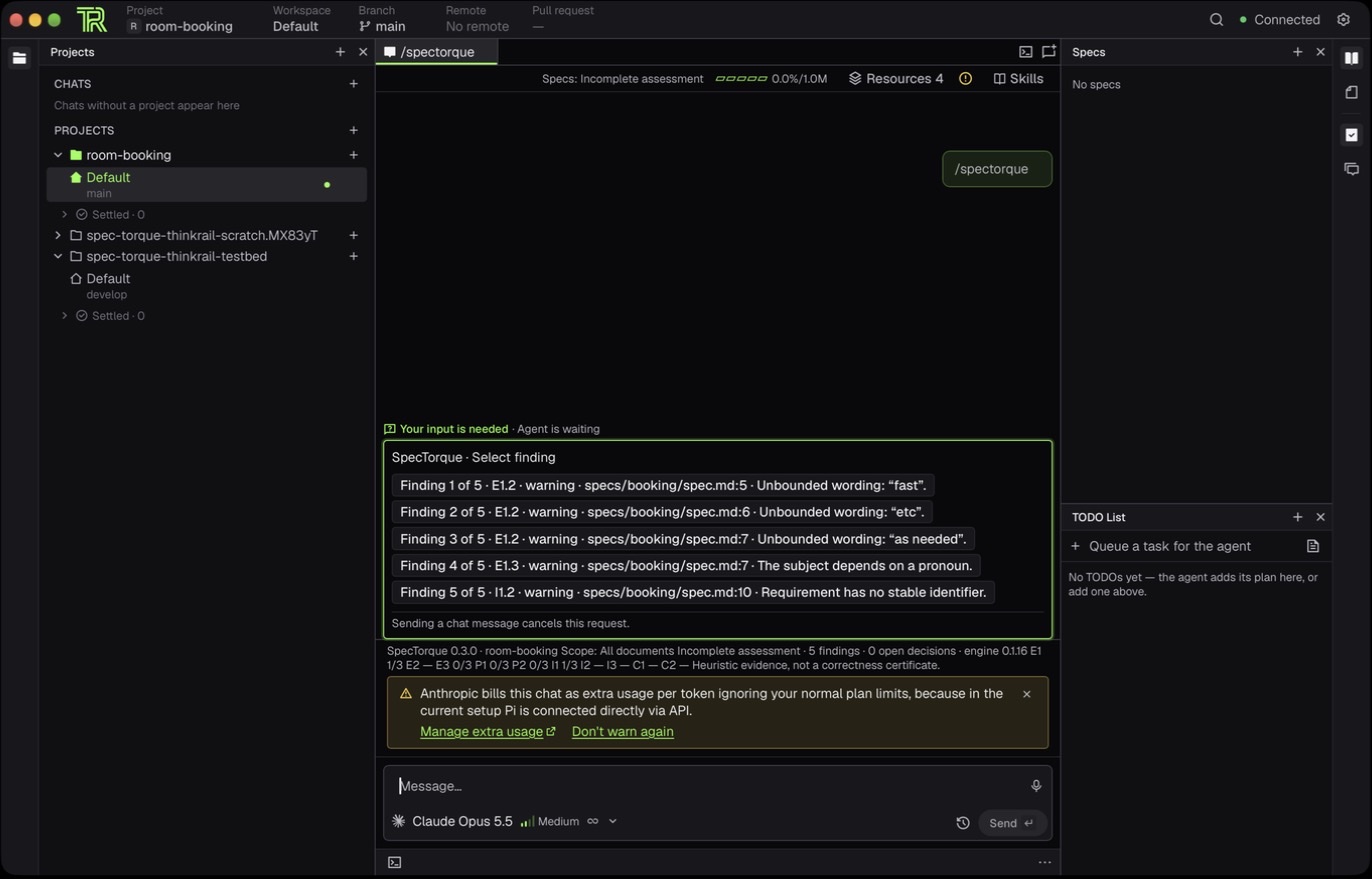 Project
Workspace
Branch
Remote
Pull request
TR
R room-booking
Default
main
No remote
—
Connected
Projects
CHATS
Chats without a project appear here
PROJECTS
room-booking
Default
main
Settled · 0
spec-torque-thinkrail-scratch.MX83yT
spec-torque-thinkrail-testbed
Default
develop
Settled · 0
/spectorque
Specs: Incomplete assessment 0.0%/1.0M Resources 4 Skills
/spectorque
Your input is needed · Agent is waiting
SpecTorque · Select finding
Finding 1 of 5 · E1.2 · warning · specs/booking/spec.md:5 · Unbounded wording: “fast”.
Finding 2 of 5 · E1.2 · warning · specs/booking/spec.md:6 · Unbounded wording: “etc”.
Finding 3 of 5 · E1.2 · warning · specs/booking/spec.md:7 · Unbounded wording: “as needed”.
Finding 4 of 5 · E1.3 · warning · specs/booking/spec.md:7 · The subject depends on a pronoun.
Finding 5 of 5 · I1.2 · warning · specs/booking/spec.md:10 · Requirement has no stable identifier.
Sending a chat message cancels this request.
SpecTorque 0.3.0 · room-booking Scope: All documents Incomplete assessment · 5 findings · 0 open decisions · engine 0.1.16 E1
1/3 E2 — E3 0/3 P1 0/3 P2 0/3 I1 1/3 I2 — I3 — C1 — C2 — Heuristic evidence, not a correctness certificate.
Anthropic bills this chat as extra usage per token ignoring your normal plan limits, because in the
current setup Pi is connected directly via API.
Manage extra usage Don't warn again
Message...
Claude Opus 5.5 Medium
Send
Specs
No specs
TODO List
Queue a task for the agent
No TODOs yet — the agent adds its plan here, or
add one above.